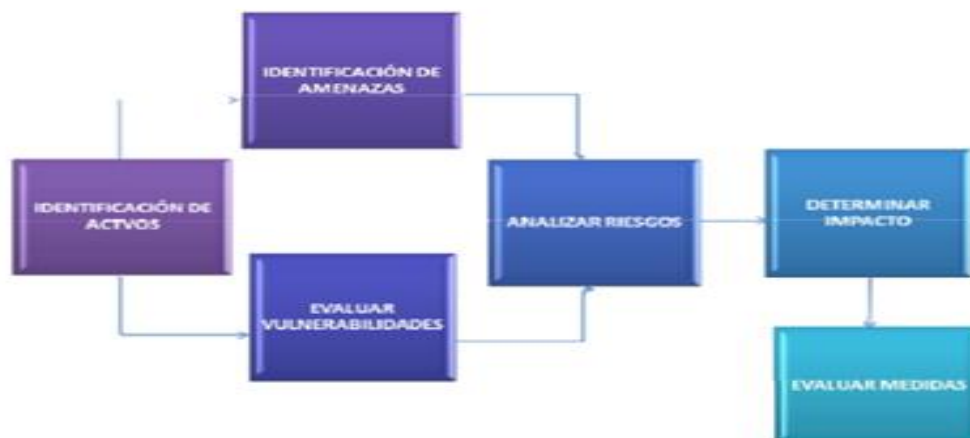 IDENTIFICACIÓN DE
AMENAZAS
IDENTIFICACIÓN DE
ACTVOS
ANALIZAR RIESGOS
DETERMINAR
IMPACTO
EVALUAR
VULNERABILIDADES
EVALUAR MEDIDAS